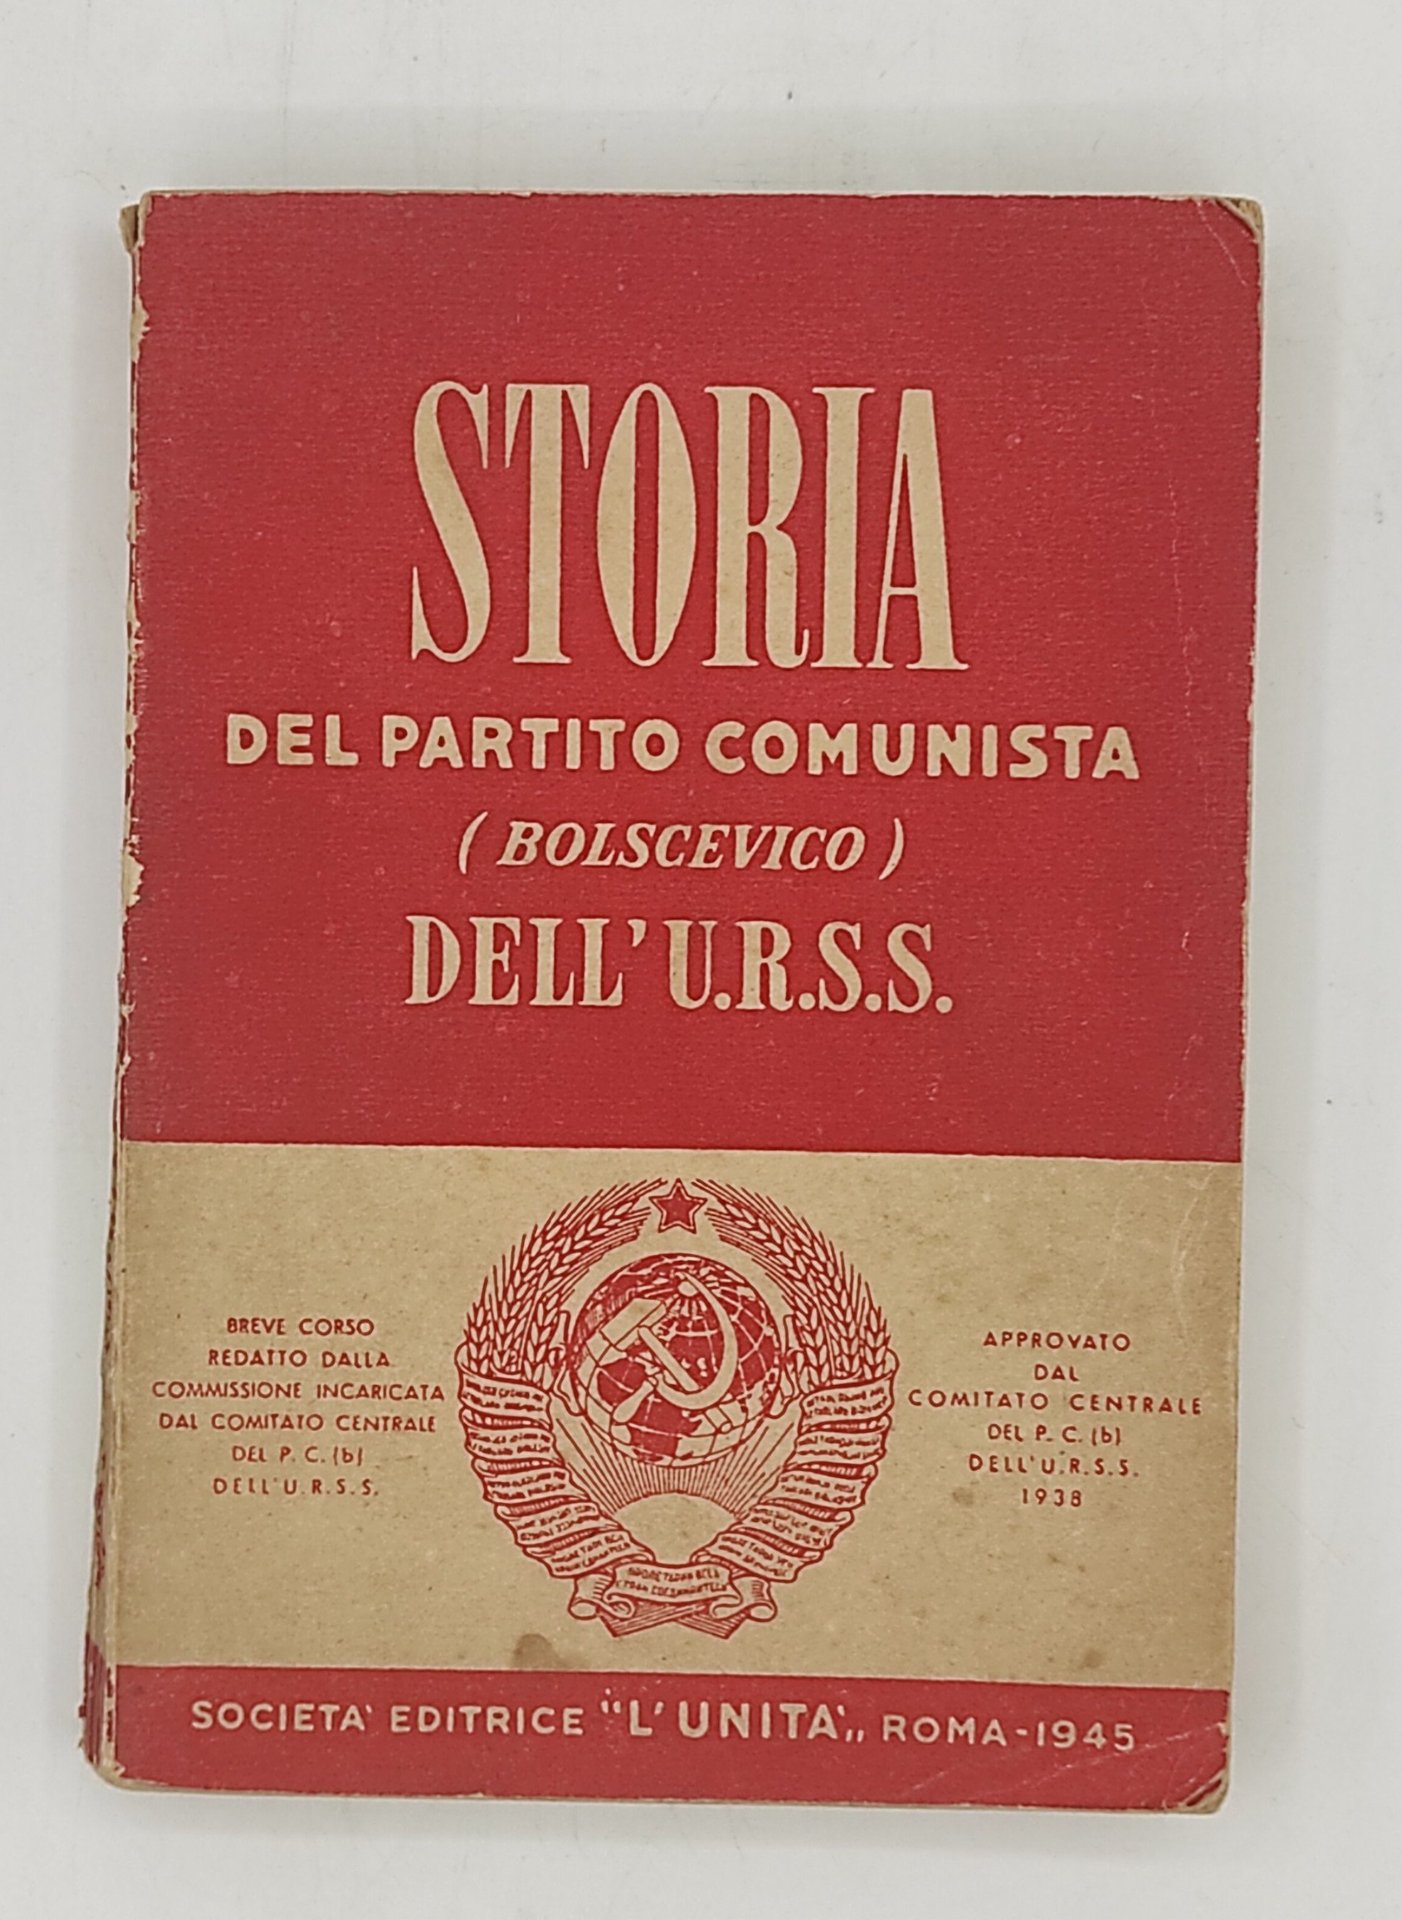 STORIA
DEL PARTITO COMUNISTA
( BOLSCEVICO )
DELL' U.R.S.S.
BREVE CORSO
REDATTO DALLA
COMMISSIONE INCARICATA
DAL COMITATO CENTRALE
DEL P. C. (b)
DELL' U.R.S.S.
APPROVATO
DAL
COMITATO CENTRALE
DEL P. C. (b)
DELL' U.R.S.S.
1938
SOCIETA' EDITRICE "L'UNITA'„ ROMA-1945